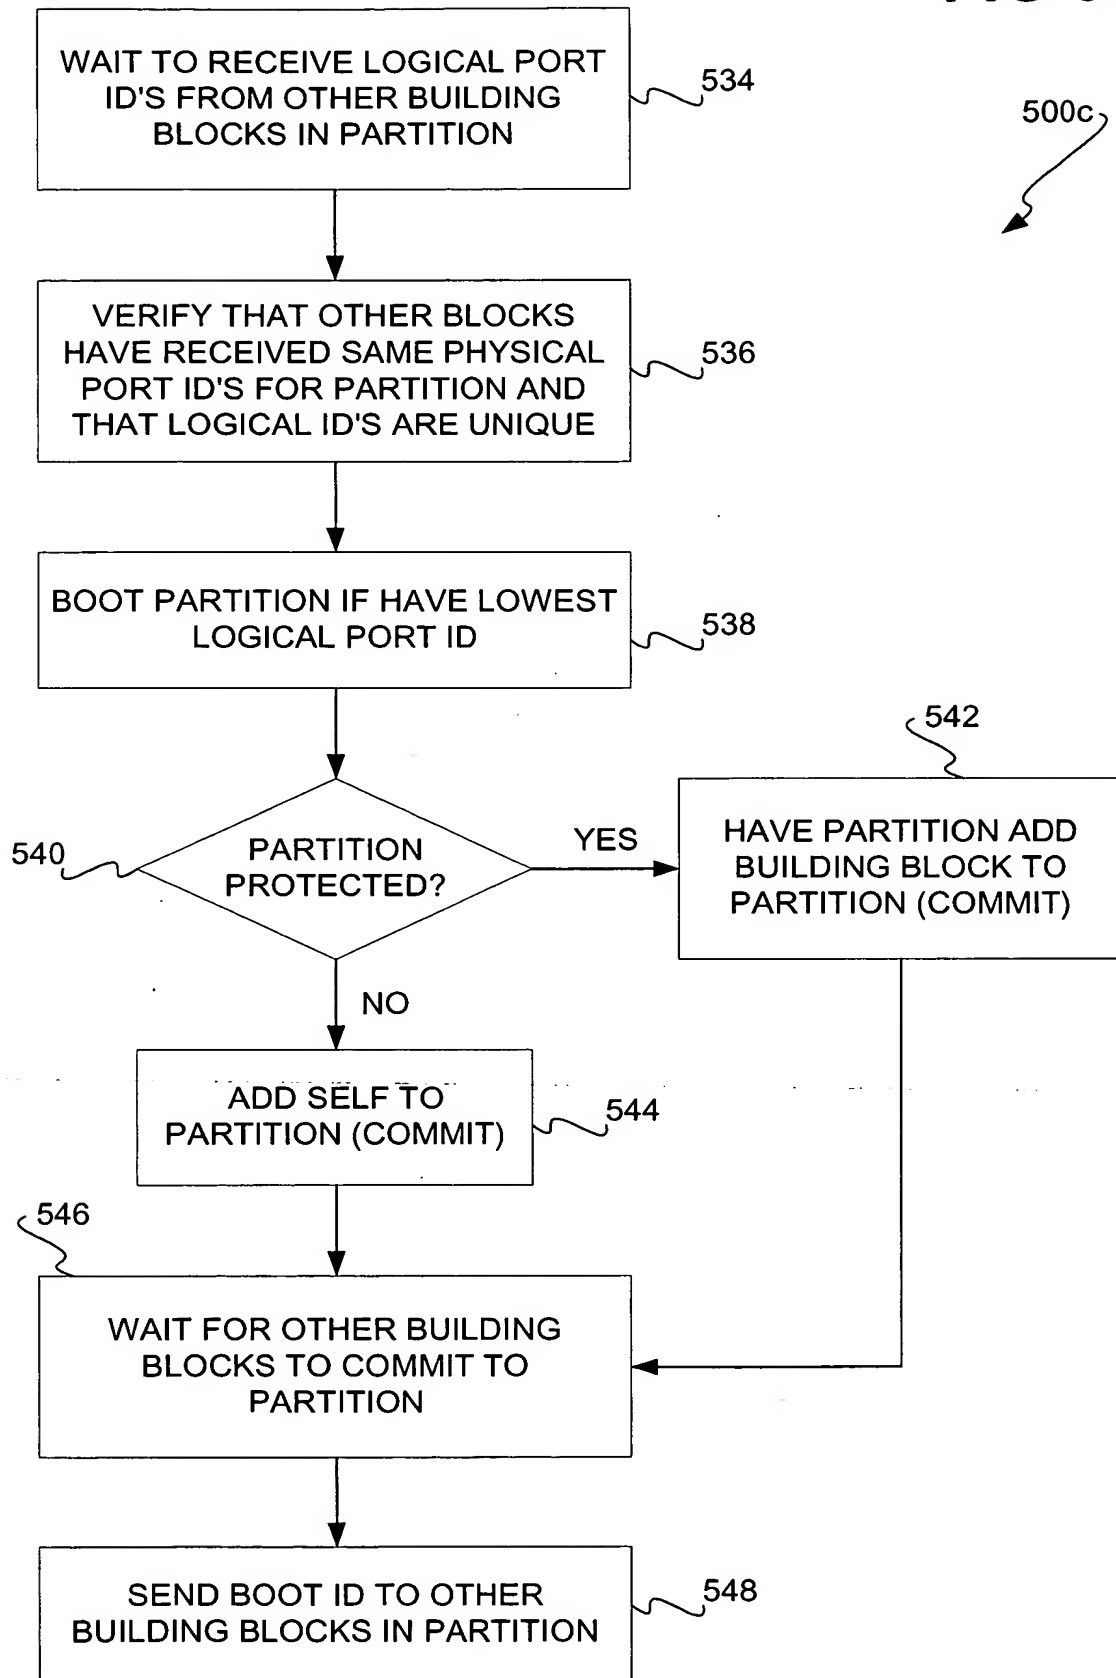 WAIT TO RECEIVE LOGICAL PORT
ID'S FROM OTHER BUILDING
BLOCKS IN PARTITION
534
500c
VERIFY THAT OTHER BLOCKS
HAVE RECEIVED SAME PHYSICAL
PORT ID'S FOR PARTITION AND
THAT LOGICAL ID'S ARE UNIQUE
536
BOOT PARTITION IF HAVE LOWEST
LOGICAL PORT ID
538
540
PARTITION
PROTECTED?
YES
542
HAVE PARTITION ADD
BUILDING BLOCK TO
PARTITION (COMMIT)
NO
ADD SELF TO
PARTITION (COMMIT)
544
546
WAIT FOR OTHER BUILDING
BLOCKS TO COMMIT TO
PARTITION
SEND BOOT ID TO OTHER
BUILDING BLOCKS IN PARTITION
548